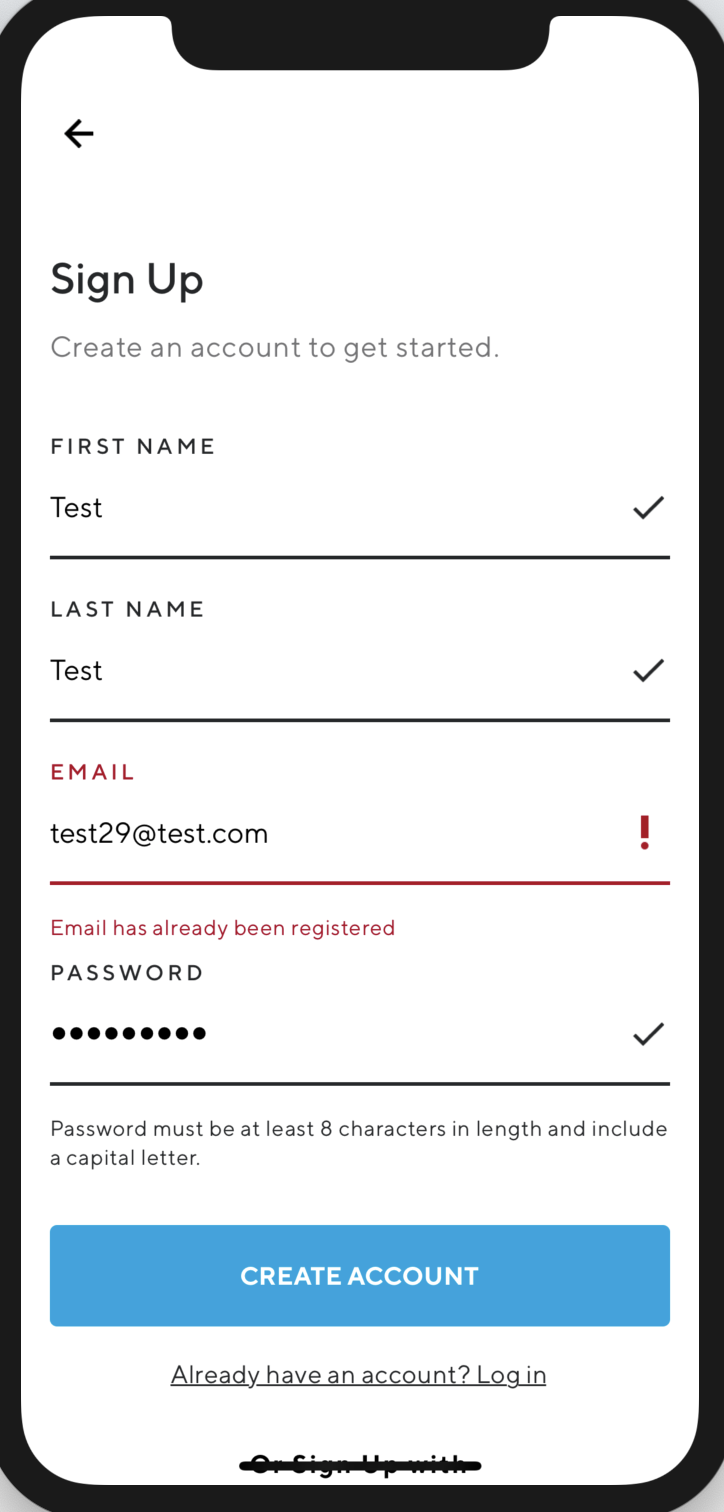 Sign Up
Create an account to get started.
FIRST NAME
Test
LAST NAME
Test
EMAIL
test29@test.com
Email has already been registered
PASSWORD
•••••••••
Password must be at least 8 characters in length and include
a capital letter.
CREATE ACCOUNT
Already have an account? Log in
Or Sign Up with